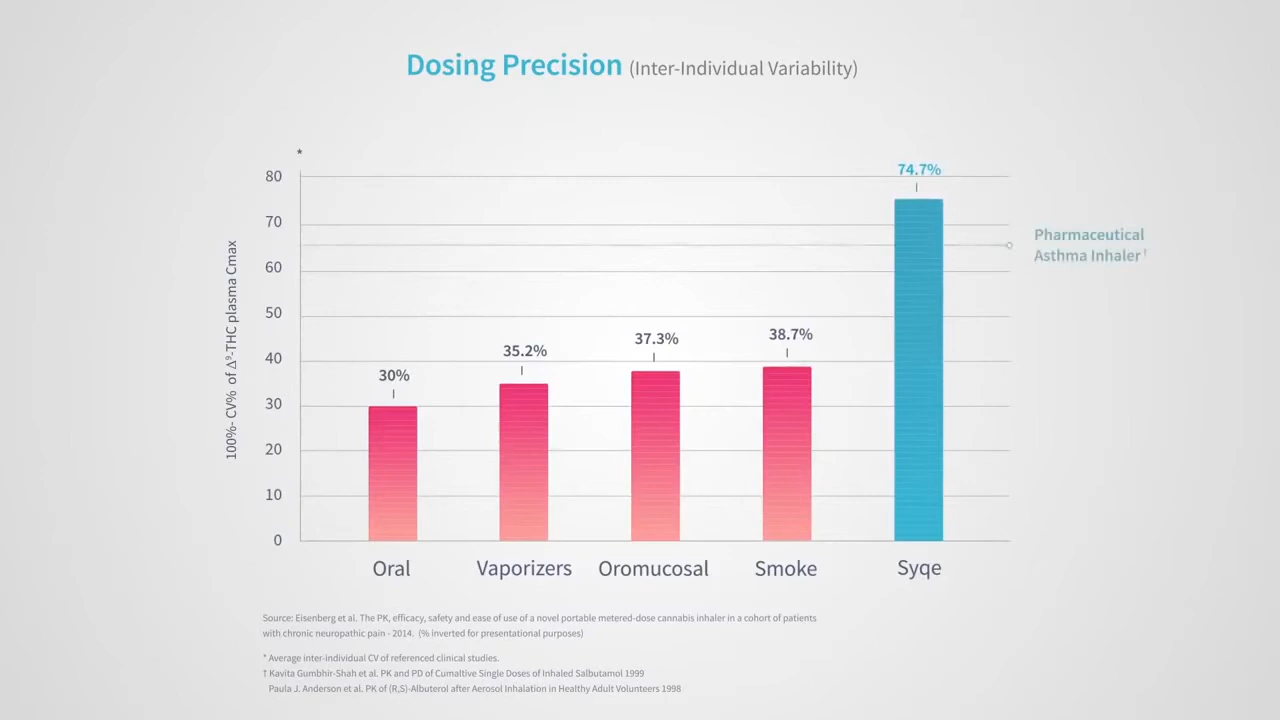 Dosing Precision (Inter-Individual Variability)
*
80
70
60
50
40
30
20
10
0
100%- CV% of Δ⁹-THC plasma Cmax
30%
35.2%
37.3%
38.7%
74.7%
Pharmaceutical
Asthma Inhaler†
Oral
Vaporizers
Oromucosal
Smoke
Syqe
Source: Eisenberg et al. The PK, efficacy, safety and ease of use of a novel portable metered-dose cannabis inhaler in a cohort of patients
with chronic neuropathic pain - 2014. (% inverted for presentational purposes)
* Average inter-individual CV of referenced clinical studies.
† Kavita Gumbhir-Shah et al. PK and PD of Cumaltive Single Doses of Inhaled Salbutamol 1999
Paula J. Anderson et al. PK of (R,S)-Albuterol after Aerosol Inhalation in Healthy Adult Volunteers 1998